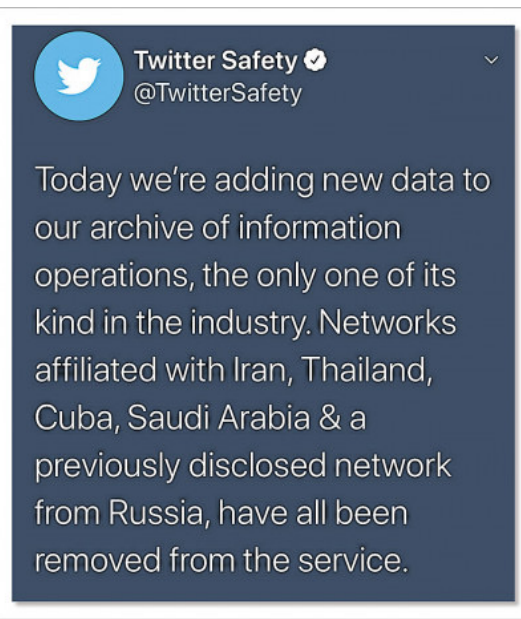 Twitter Safety
@TwitterSafety
Today we're adding new data to
our archive of information
operations, the only one of its
kind in the industry. Networks
affiliated with Iran, Thailand,
Cuba, Saudi Arabia & a
previously disclosed network
from Russia, have all been
removed from the service.